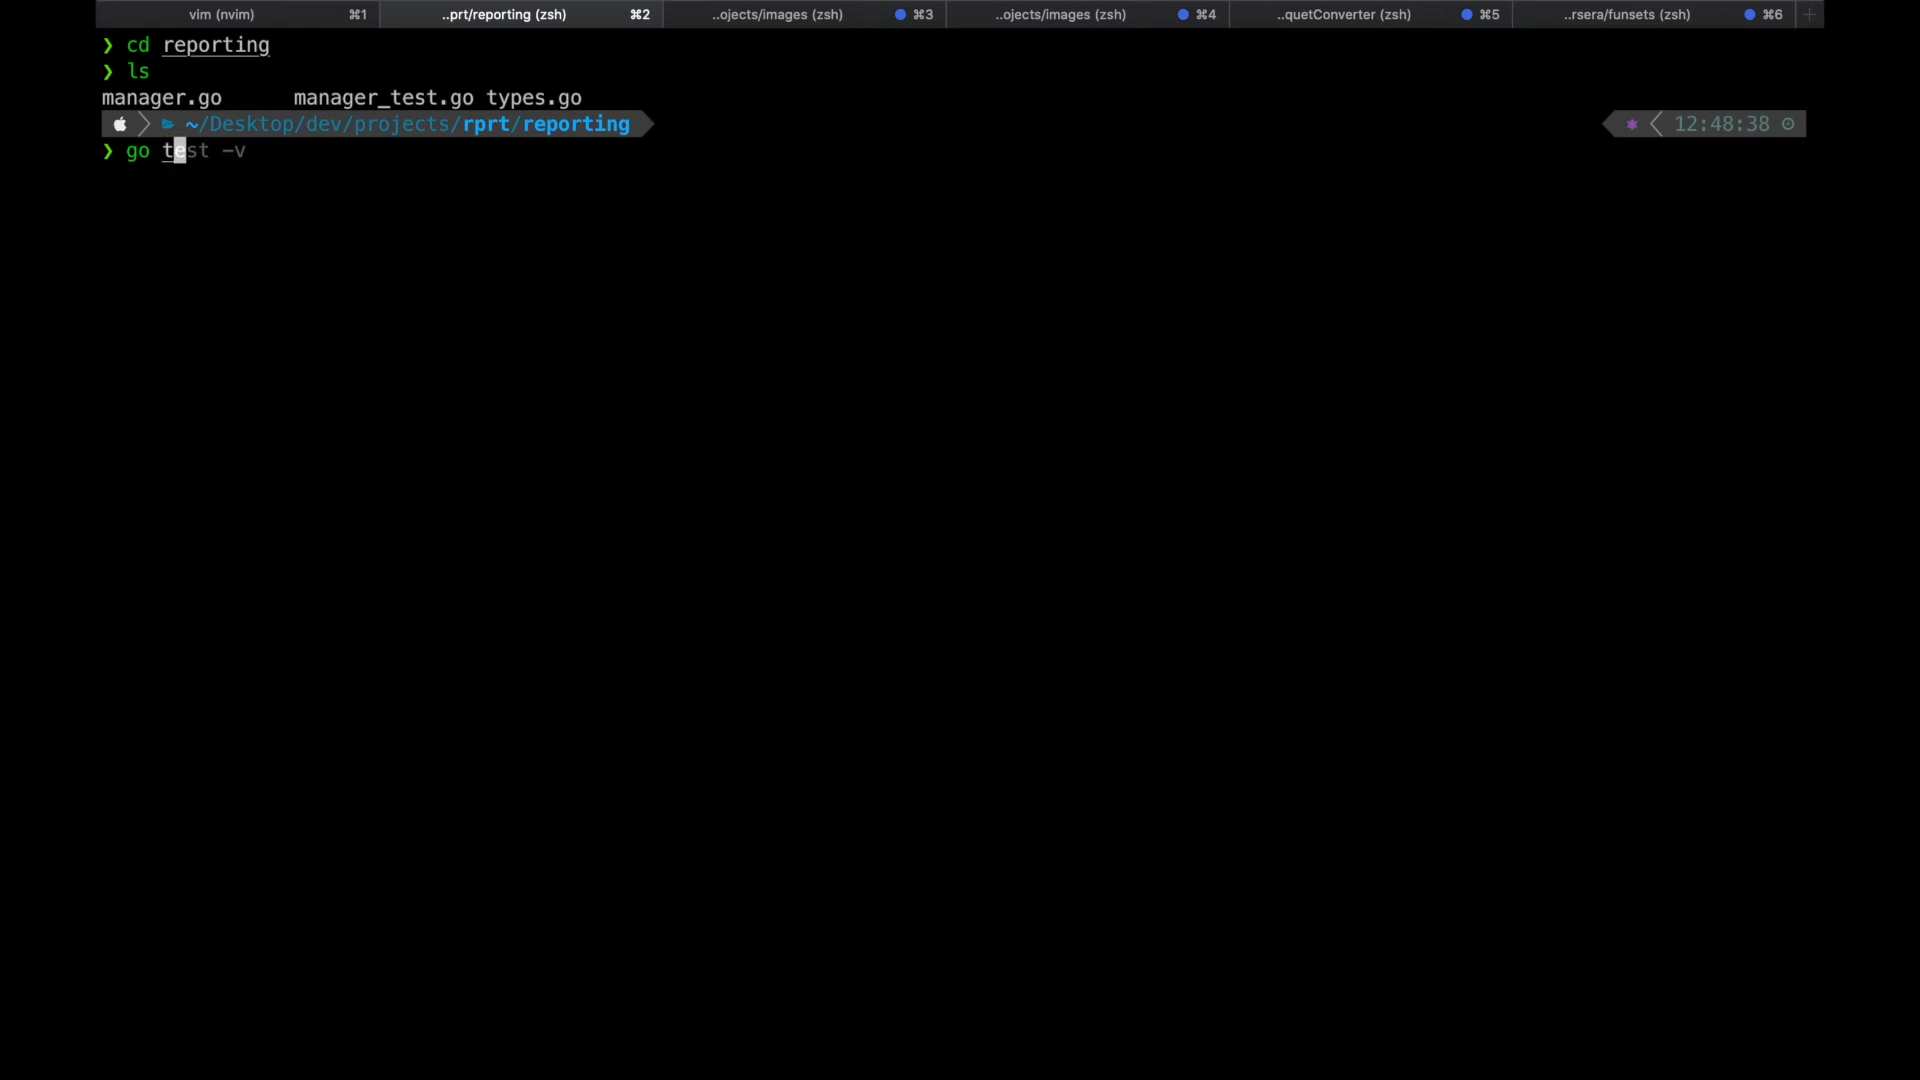 vim (nvim) ⌘1 ..prt/reporting (zsh) ⌘2 ..ojects/images (zsh) ⌘3 ..ojects/images (zsh) ⌘4 ..quetConverter (zsh) ⌘5 ..rsera/funsets (zsh) ⌘6
❯ cd reporting
❯ ls
manager.go manager_test.go types.go
~/Desktop/dev/projects/rprt/reporting 12:48:38
❯ go test -v